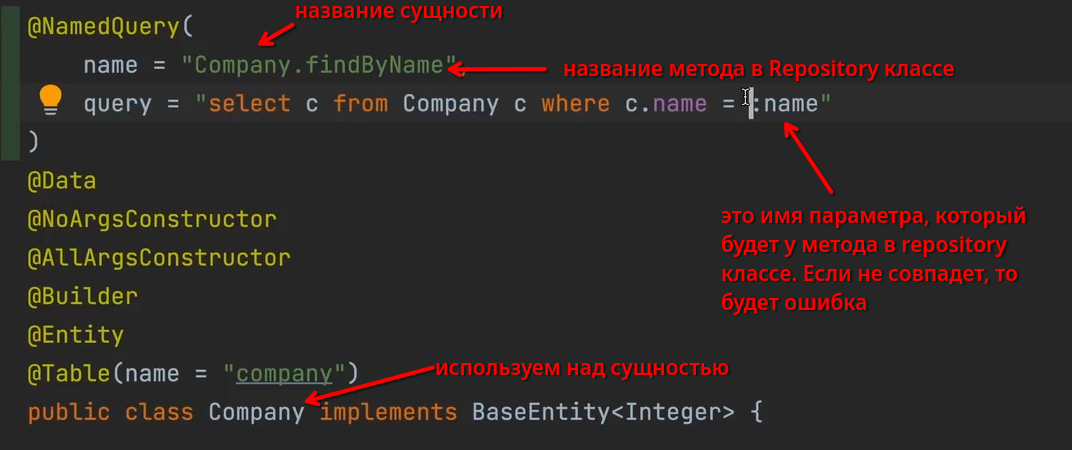 название сущности
@NamedQuery(
name = "Company.findByName",
название метода в Repository классе
query = "select c from Company c where c.name = :name"
)
@Data
@NoArgsConstructor
это имя параметра, который
будет у метода в repository
классе. Если не совпадет, то
будет ошибка
@AllArgsConstructor
@Builder
@Entity
@Table(name = "company")
используем над сущностью
public class Company implements BaseEntity<Integer> {